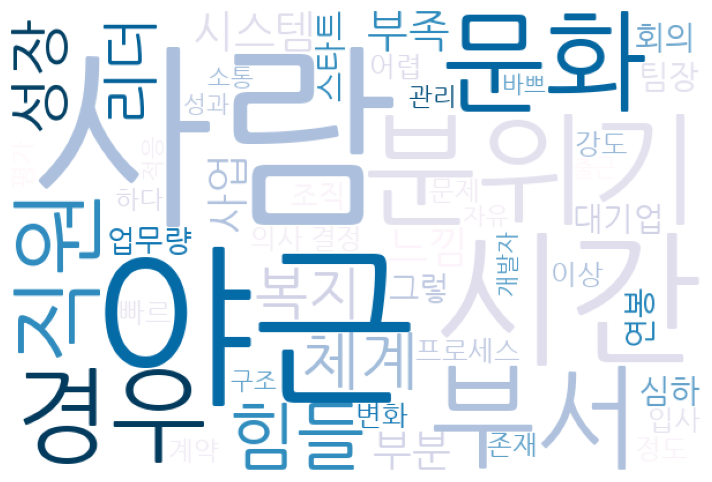 성장
리더
시스템
스타트
부족
문화
회의
팀장
어렵
바쁘
관리
소통
성과
사람
분위기
강도
평가
적응
하다
사업
조직
문제
자유
대기업
직원
업무량
의사 결정
느낌
개발자
시간
이상
연봉
야근
복지
그렇
빠르
체계
프로세스
경우
구조
힘들
변화
부서
심하
입사
계약
부분
존재
정도